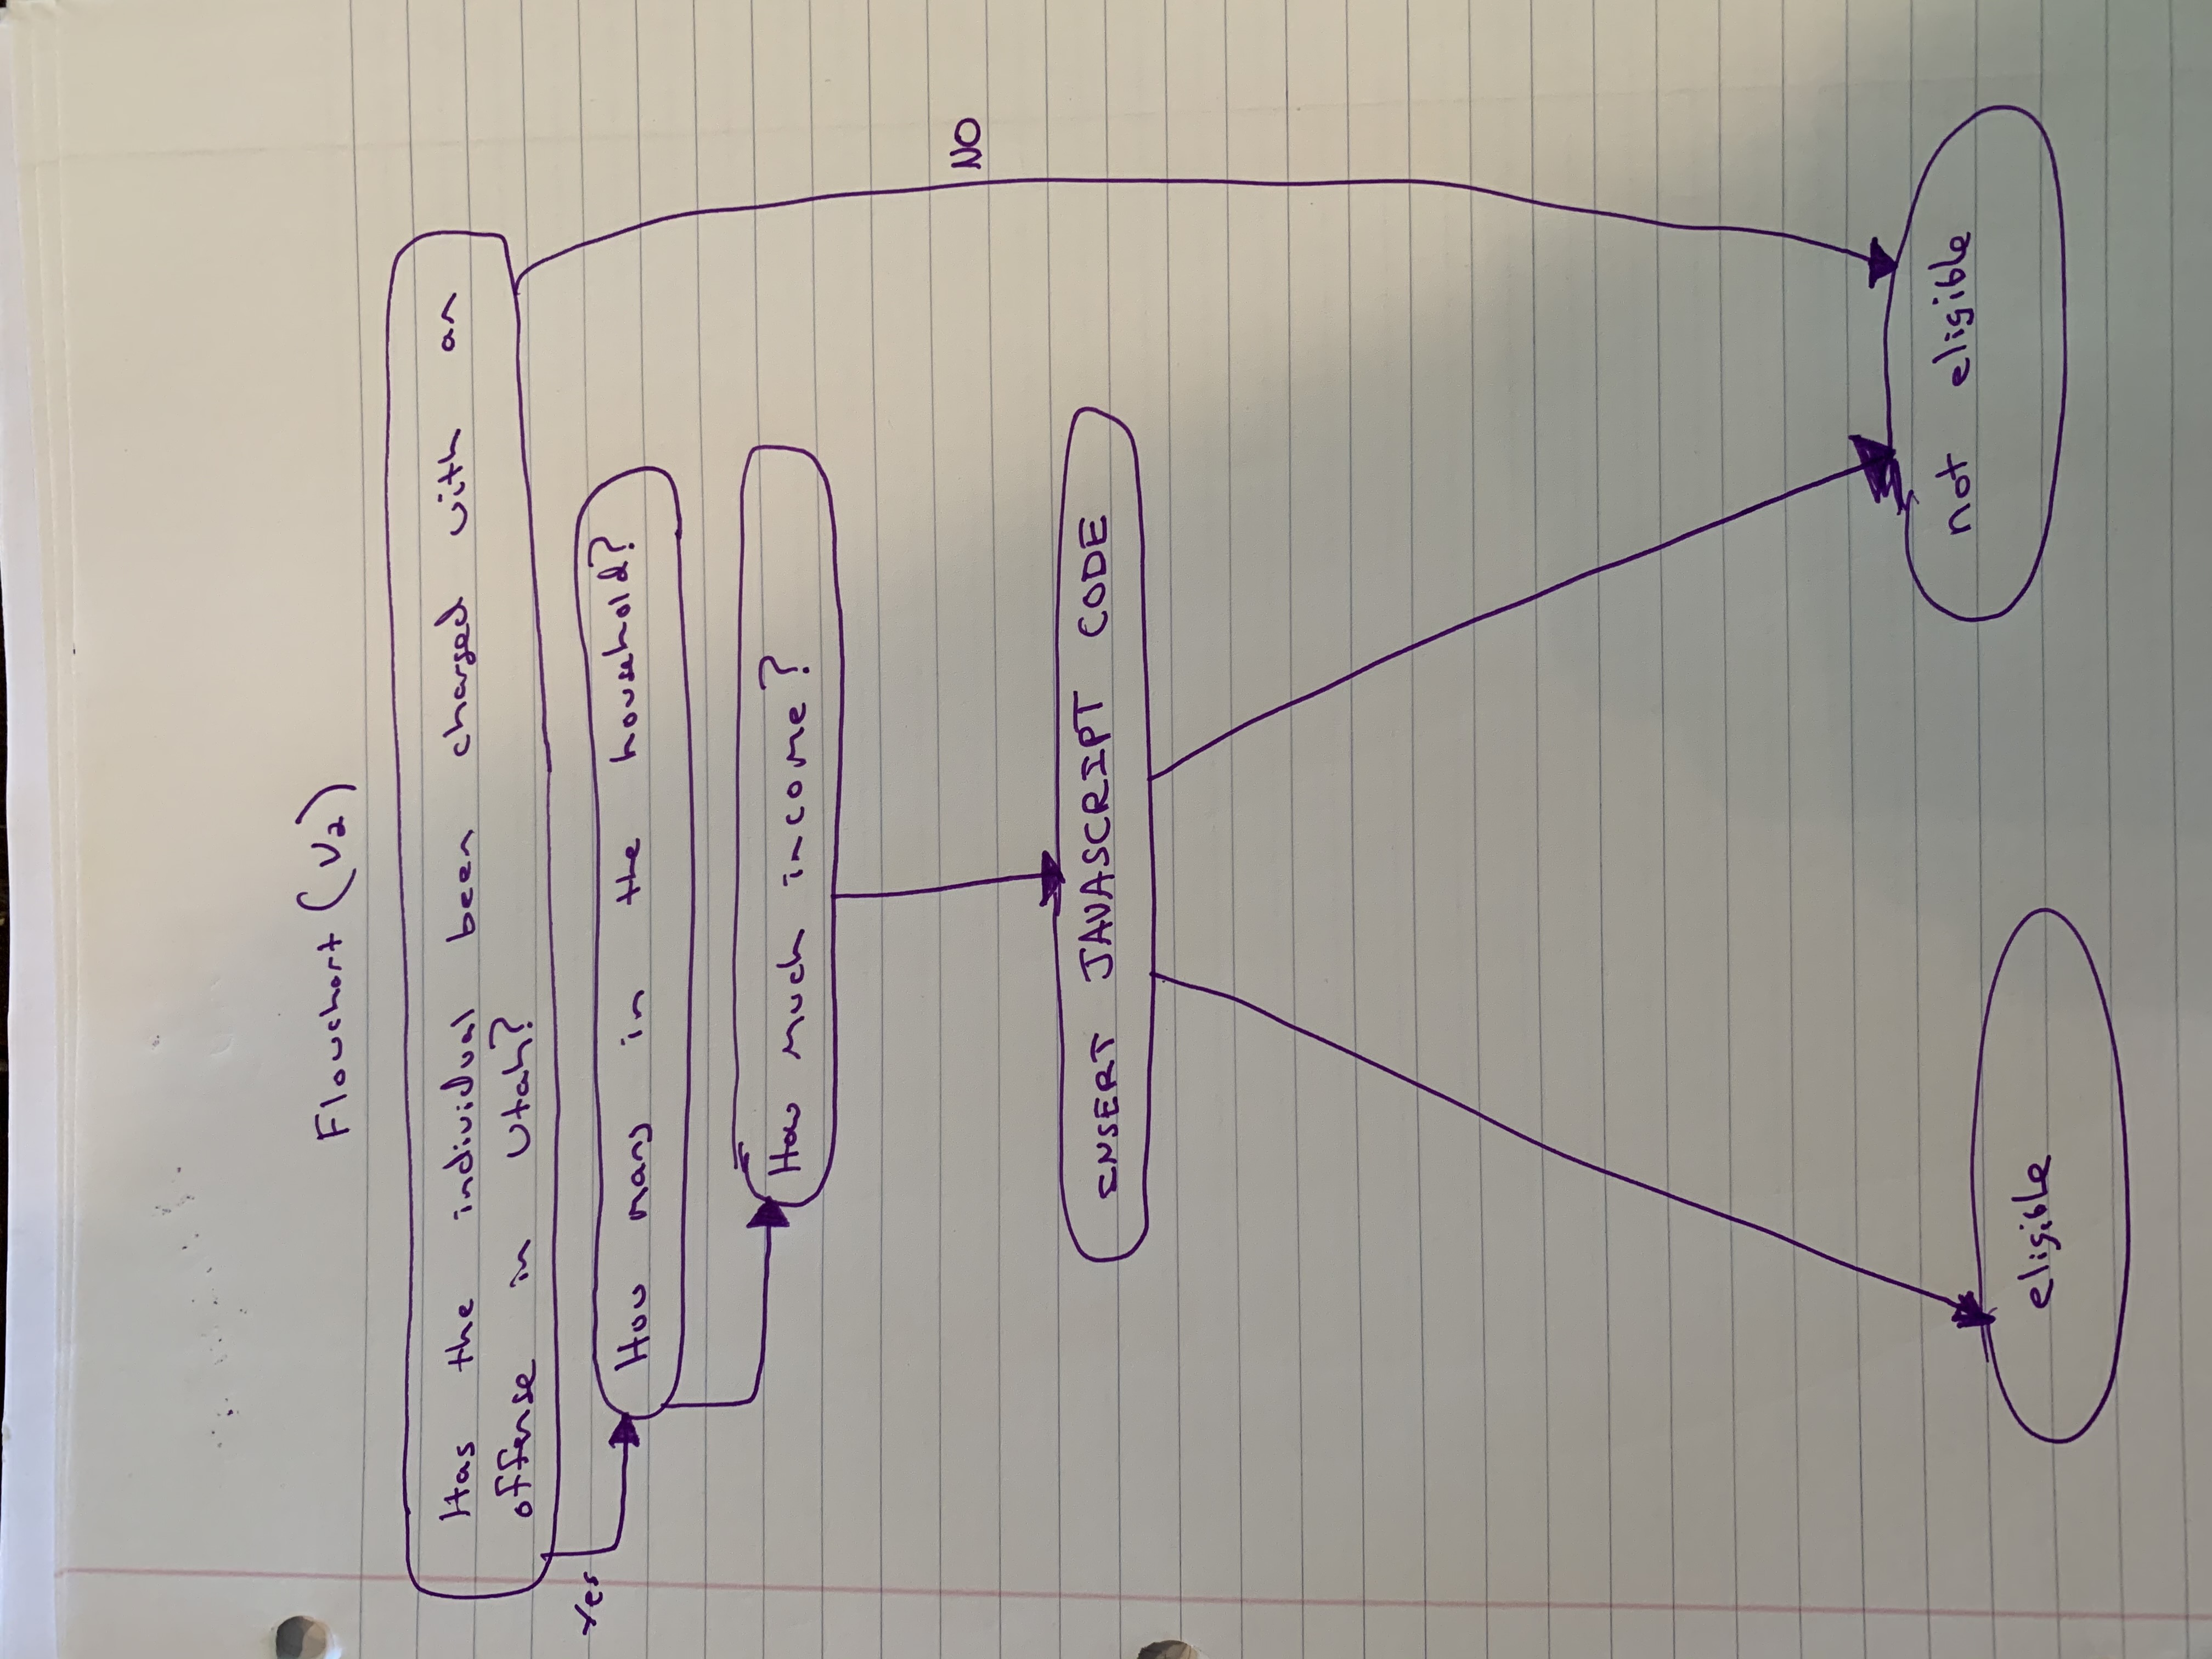 Flowchart (V2)
Has the individual been charged with an
offense in Utah?
Yes
How many in the household?
How much income?
NO
INSERT JAVASCRIPT CODE
not eligible
eligible